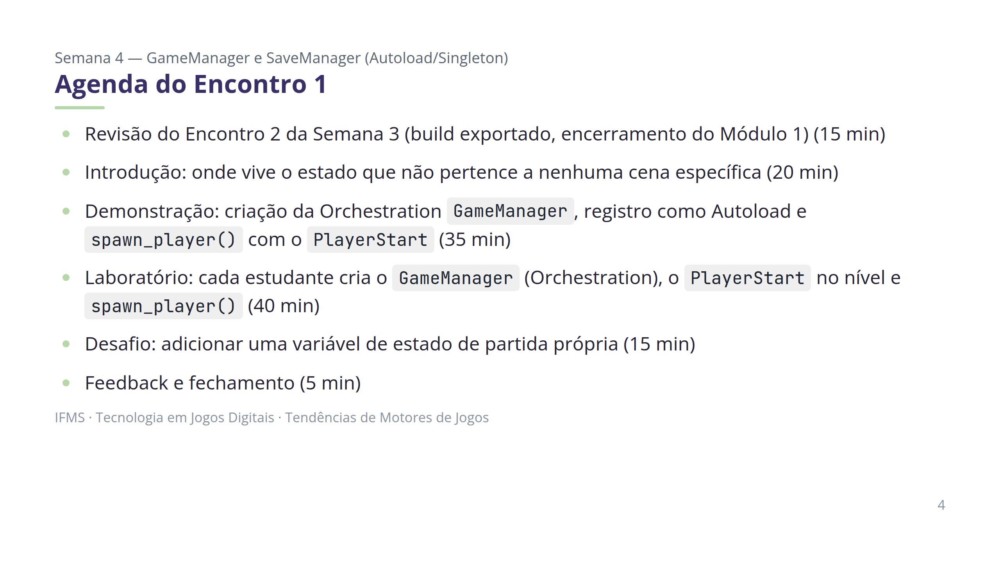 Semana 4 — GameManager e SaveManager (Autoload/Singleton)
Agenda do Encontro 1
Revisão do Encontro 2 da Semana 3 (build exportado, encerramento do Módulo 1) (15 min)
Introdução: onde vive o estado que não pertence a nenhuma cena específica (20 min)
Demonstração: criação da Orchestration GameManager, registro como Autoload e
spawn_player() com o PlayerStart (35 min)
Laboratório: cada estudante cria o GameManager (Orchestration), o PlayerStart no nível e
spawn_player() (40 min)
Desafio: adicionar uma variável de estado de partida própria (15 min)
Feedback e fechamento (5 min)
IFMS · Tecnologia em Jogos Digitais · Tendências de Motores de Jogos
4